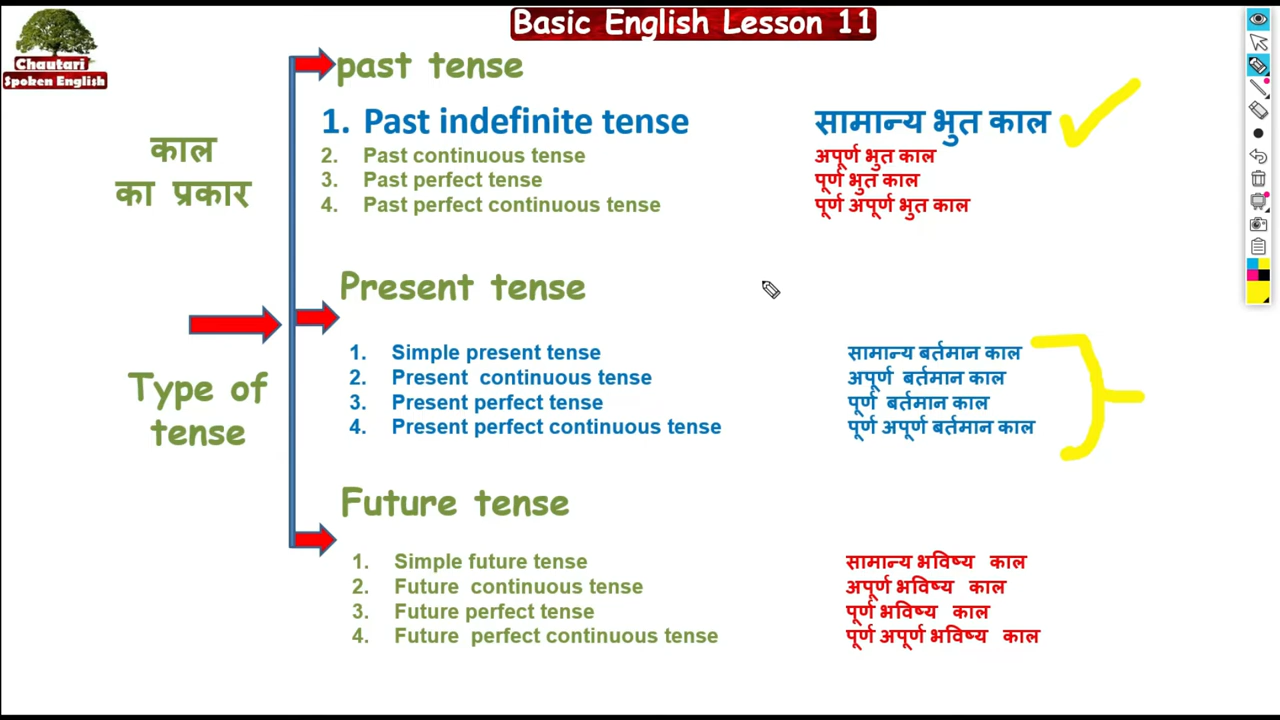 Basic English Lesson 11
Chautari
Spoken English
काल
का प्रकार
Type of
tense
past tense
1. Past indefinite tense सामान्य भुत काल
2. Past continuous tense अपूर्ण भुत काल
3. Past perfect tense पूर्ण भुत काल
4. Past perfect continuous tense पूर्ण अपूर्ण भुत काल
Present tense
1. Simple present tense सामान्य बर्तमान काल
2. Present continuous tense अपूर्ण बर्तमान काल
3. Present perfect tense पूर्ण बर्तमान काल
4. Present perfect continuous tense पूर्ण अपूर्ण बर्तमान काल
Future tense
1. Simple future tense सामान्य भविष्य काल
2. Future continuous tense अपूर्ण भविष्य काल
3. Future perfect tense पूर्ण भविष्य काल
4. Future perfect continuous tense पूर्ण अपूर्ण भविष्य काल